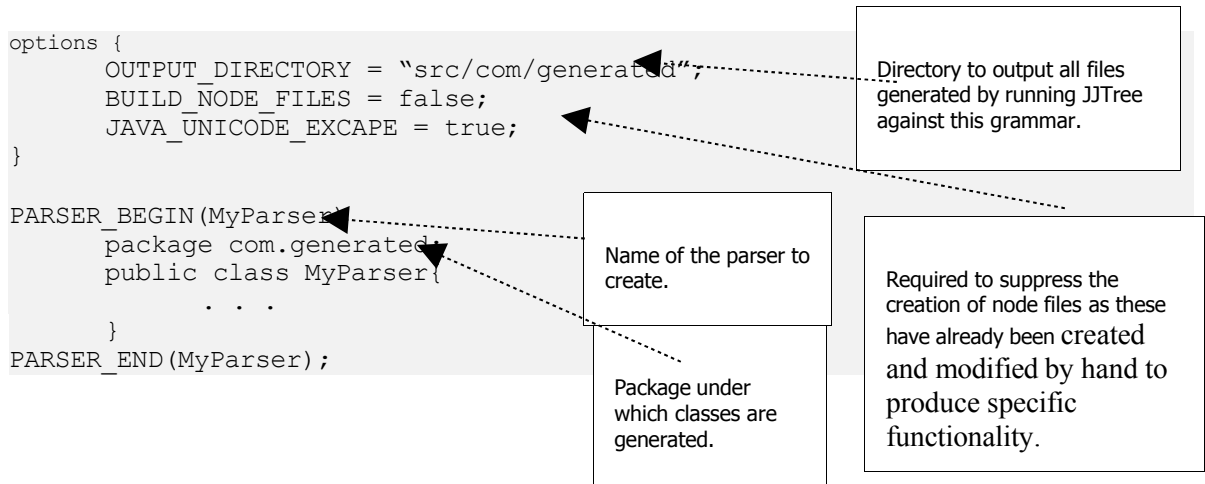 options {
OUTPUT_DIRECTORY = “src/com/generated”;
BUILD_NODE_FILES = false;
JAVA_UNICODE_EXCAPE = true;
}
PARSER_BEGIN(MyParser)
package com.generated;
public class MyParser{
. . .
}
PARSER_END(MyParser);
Directory to output all files
generated by running JJTree
against this grammar.
Name of the parser to
create.
Package under
which classes are
generated.
Required to suppress the
creation of node files as these
have already been created
and modified by hand to
produce specific
functionality.